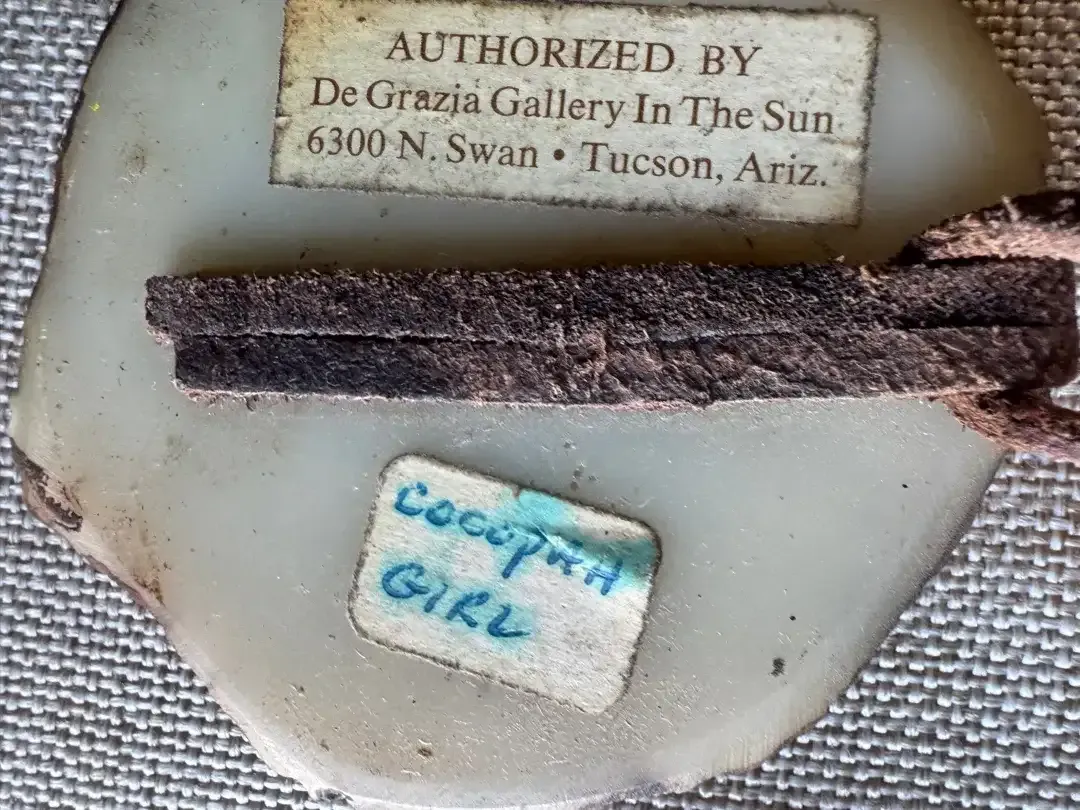 AUTHORIZED BY
De Grazia Gallery In The Sun
6300 N. Swan • Tucson, Ariz.
COCOPAH
GIRL